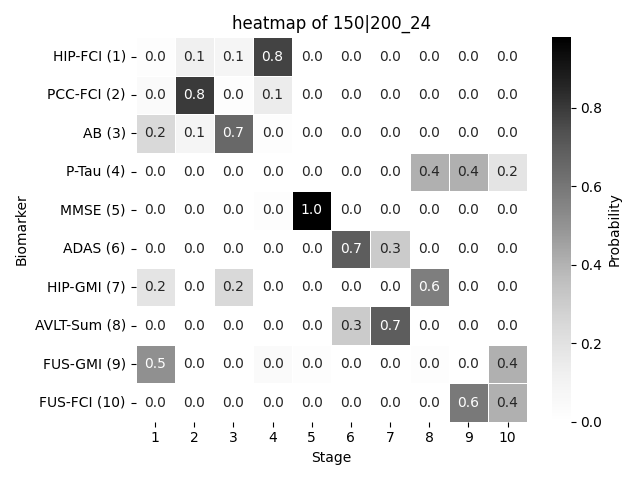 heatmap of 150|200_24
HIP-FCI (1) 0.0 0.1 0.1 0.8 0.0 0.0 0.0 0.0 0.0 0.0
PCC-FCI (2) 0.0 0.8 0.0 0.1 0.0 0.0 0.0 0.0 0.0 0.0
AB (3) 0.2 0.1 0.7 0.0 0.0 0.0 0.0 0.0 0.0 0.0
P-Tau (4) 0.0 0.0 0.0 0.0 0.0 0.0 0.0 0.4 0.4 0.2
MMSE (5) 0.0 0.0 0.0 0.0 1.0 0.0 0.0 0.0 0.0 0.0
ADAS (6) 0.0 0.0 0.0 0.0 0.0 0.7 0.3 0.0 0.0 0.0
HIP-GMI (7) 0.2 0.0 0.2 0.0 0.0 0.0 0.0 0.6 0.0 0.0
AVLT-Sum (8) 0.0 0.0 0.0 0.0 0.0 0.3 0.7 0.0 0.0 0.0
FUS-GMI (9) 0.5 0.0 0.0 0.0 0.0 0.0 0.0 0.0 0.0 0.4
FUS-FCI (10) 0.0 0.0 0.0 0.0 0.0 0.0 0.0 0.0 0.6 0.4
1 2 3 4 5 6 7 8 9 10
Stage
Biomarker
0.8
0.6
0.4
0.2
0.0
Probability